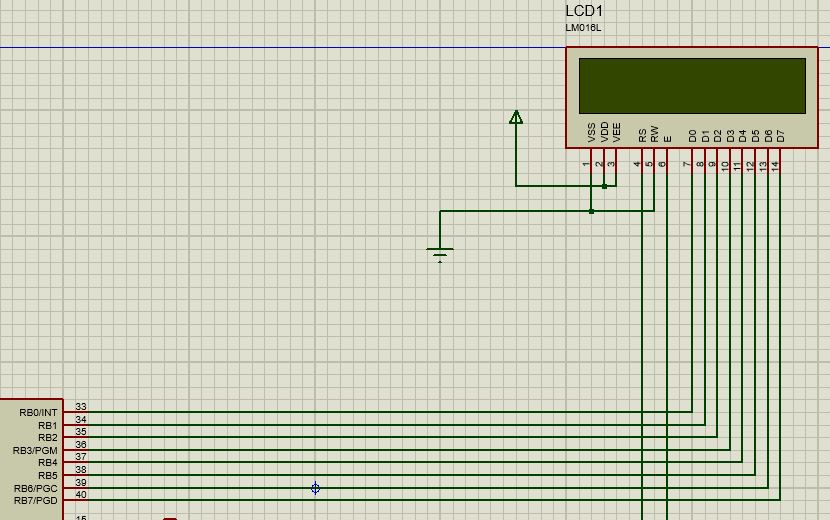 LCD1
LM016L
VSS VDD VEE RS RW E D0 D1 D2 D3 D4 D5 D6 D7
1 2 3 4 5 6 7 8 9 10 11 12 13 14
RB0/INT 33
RB1 34
RB2 35
RB3/PGM 36
RB4 37
RB5 38
RB6/PGC 39
RB7/PGD 40